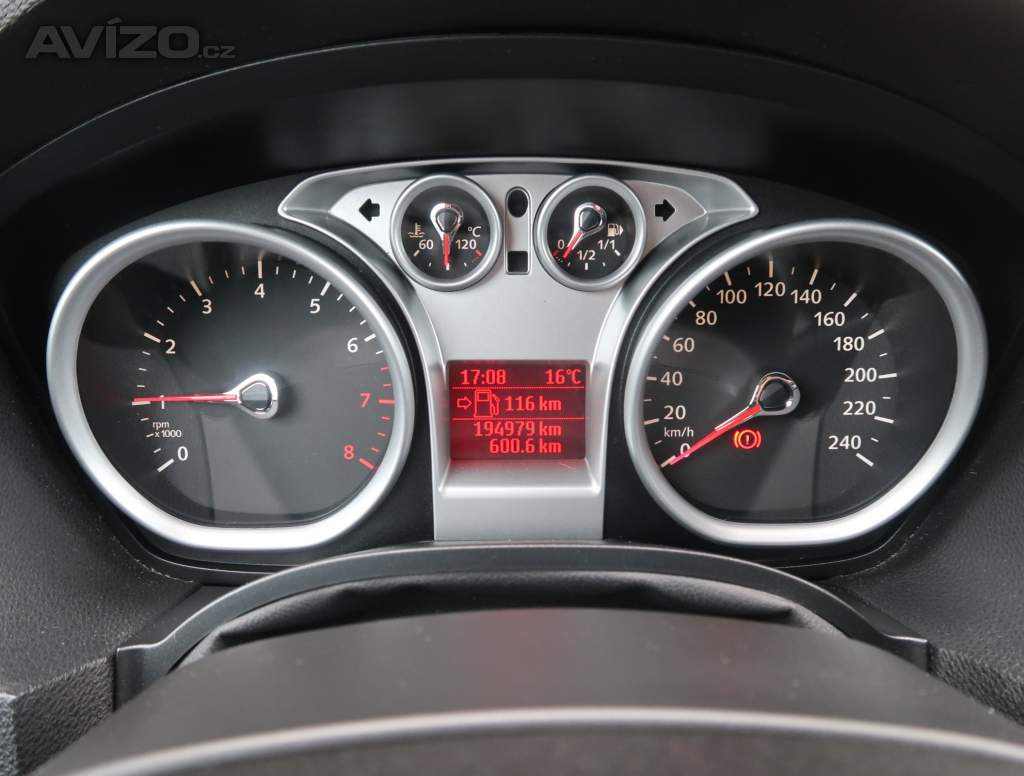 AVÍZO.cz
60 120 °C
0 1/2 1/1
0 1 2 3 4 5 6 7 8
rpm
x1000
17:08 16°C
116 km
194979 km
600.6 km
0 20 40 60 80 100 120 140 160 180 200 220 240
km/h